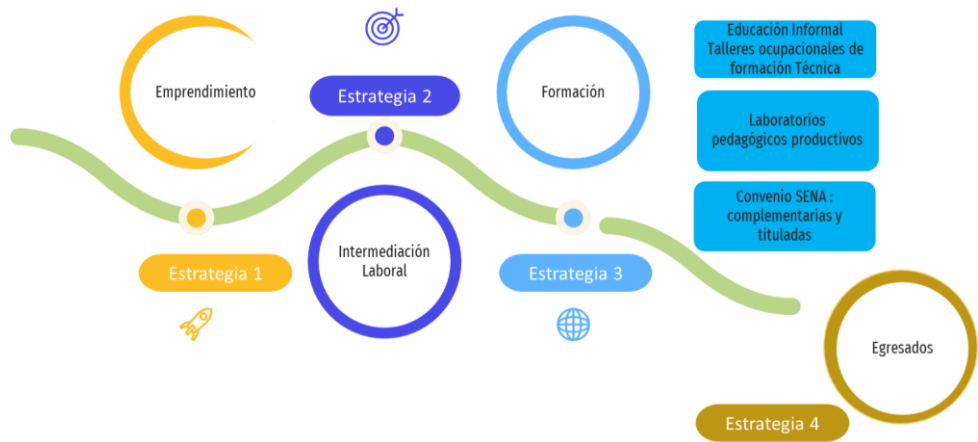 Emprendimiento
Estrategia 1
Estrategia 2
Intermediación
Laboral
Formación
Estrategia 3
Educación Informal
Talleres ocupacionales de
formación Técnica
Laboratorios
pedagógicos productivos
Convenio SENA :
complementarias y
tituladas
Egresados
Estrategia 4